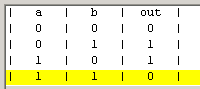 | a | b | out |
| 0 | 0 | 0 |
| 0 | 1 | 1 |
| 1 | 0 | 1 |
| 1 | 1 | 0 |